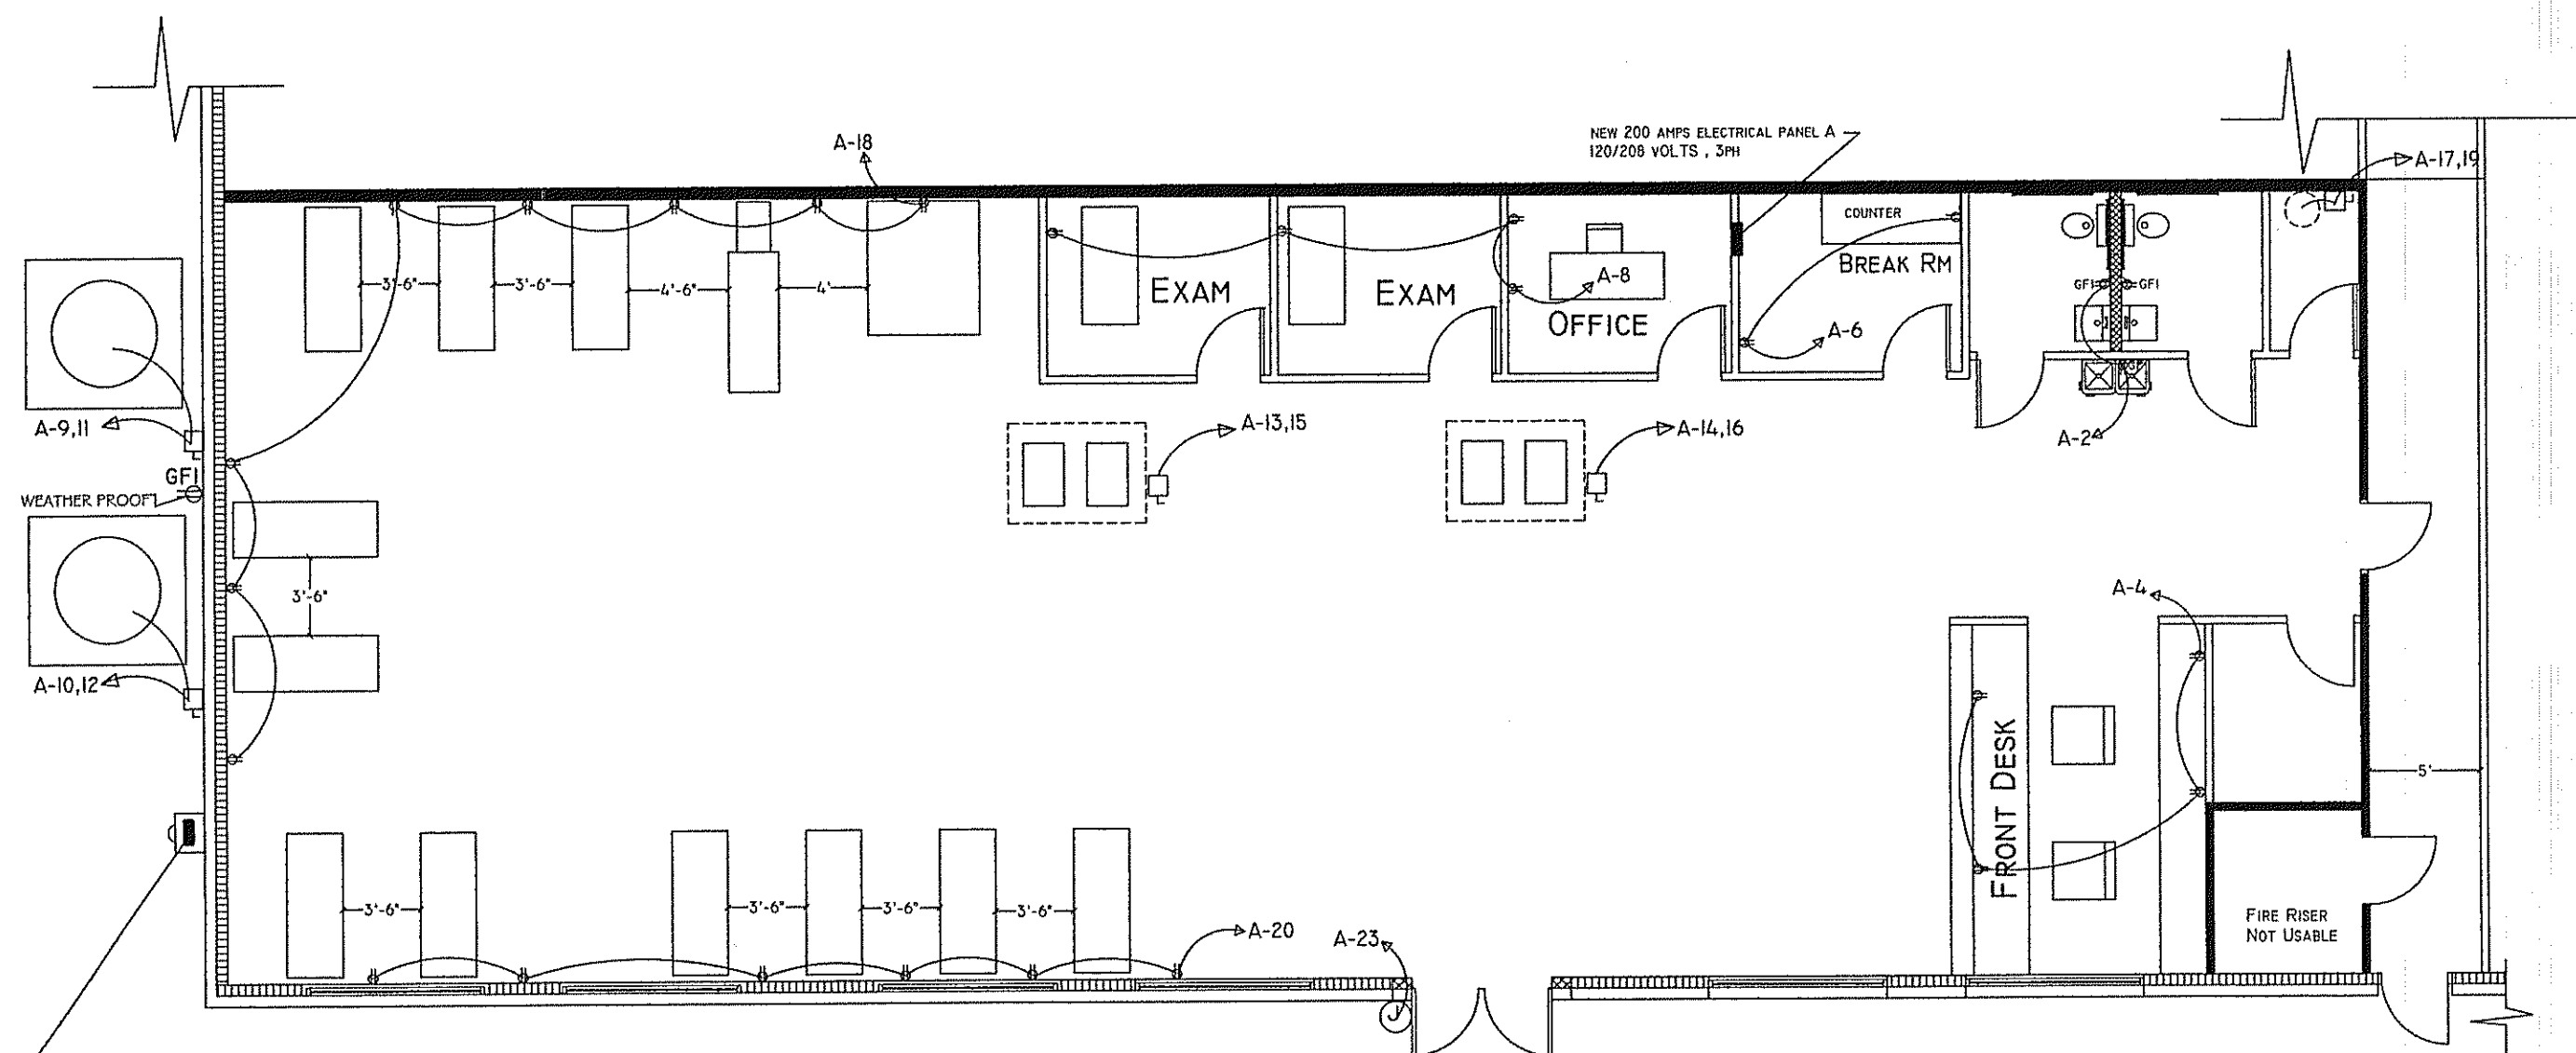 NEW 200 AMPS ELECTRICAL PANEL A
120/208 VOLTS , 3PH
A-18
A-17,19
COUNTER
BREAK RM
EXAM
EXAM
OFFICE
A-8
A-6
GFI
GFI
3'-6"
3'-6"
4'-6"
4'
A-9,11
A-13,15
A-14,16
A-2
GFI
WEATHER PROOF
3'-6"
A-4
A-10,12
5'
FRONT DESK
3'-6"
3'-6"
3'-6"
3'-6"
A-20
A-23
FIRE RISER
NOT USABLE
J